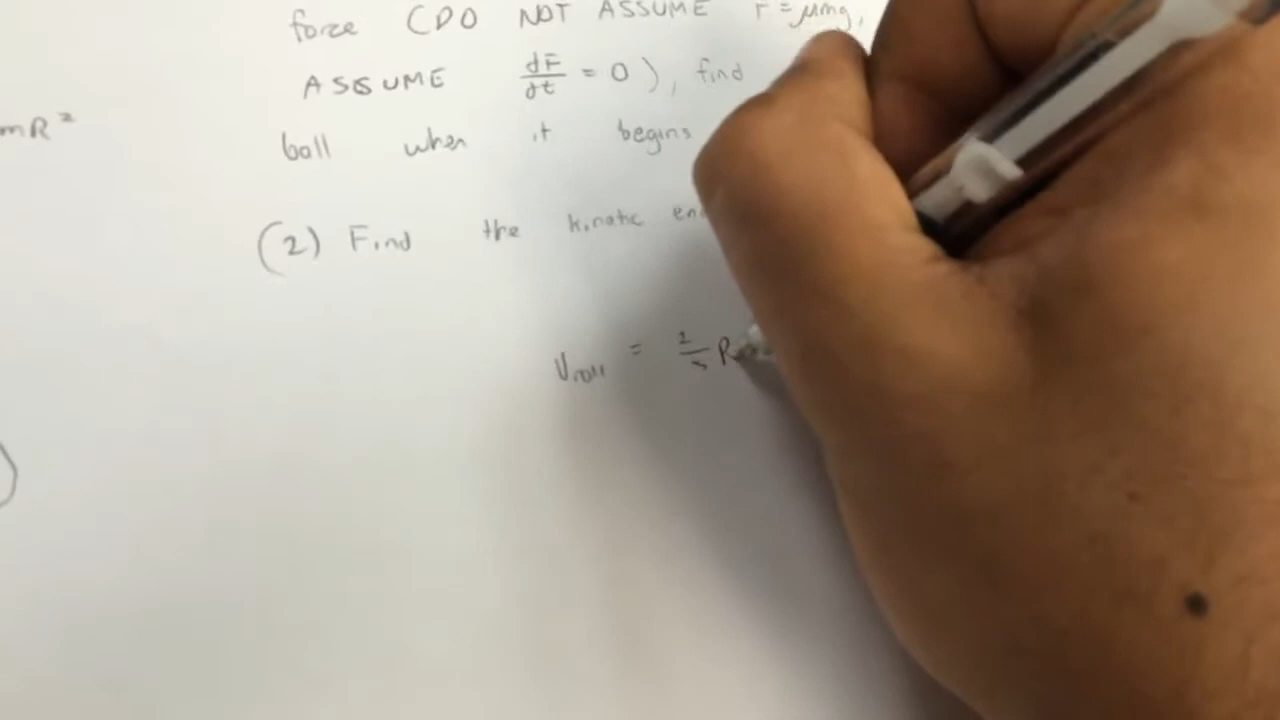 force (DO NOT ASSUME F = μmg,
ASSUME dF/dt = 0), find
mR²
ball when it begins
(2) Find the kinetic
V_roll = 2/5 R